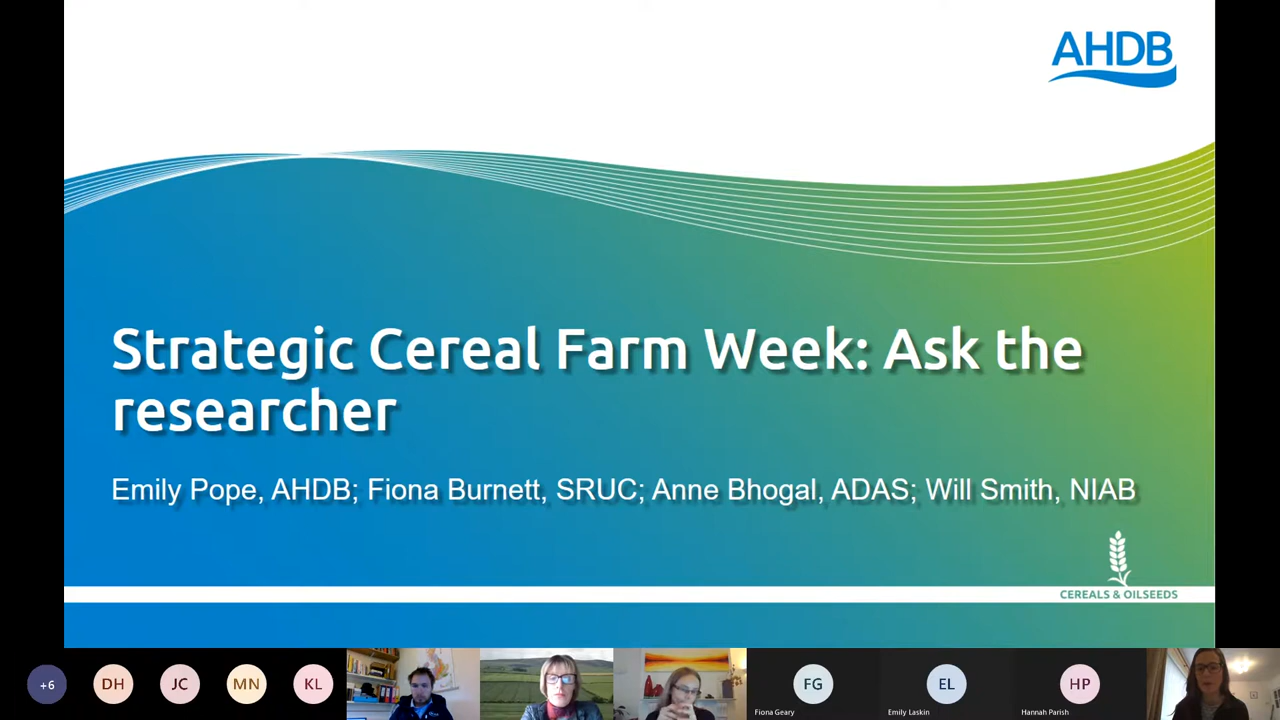 AHDB
Strategic Cereal Farm Week: Ask the
researcher
Emily Pope, AHDB; Fiona Burnett, SRUC; Anne Bhogal, ADAS; Will Smith, NIAB
CEREALS & OILSEEDS
+6
DH
JC
MN
KL
FG
EL
HP
Fiona Geary
Emily Laskin
Hannah Parish